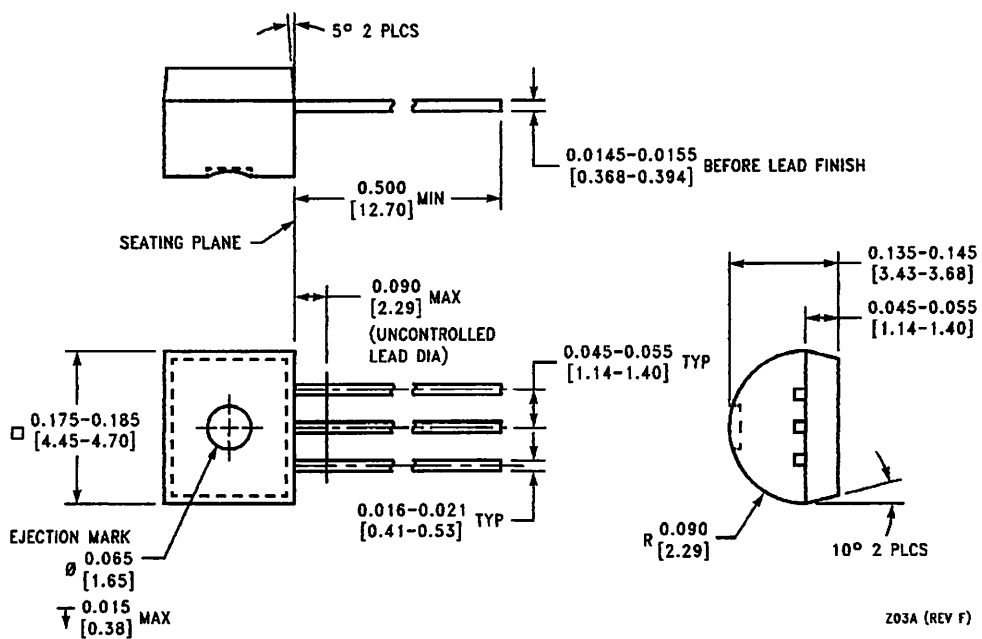 5° 2 PLCS
0.0145-0.0155
[0.368-0.394]
BEFORE LEAD FINISH
0.500
[12.70]
MIN
SEATING PLANE
0.090
[2.29]
MAX
(UNCONTROLLED
LEAD DIA)
0.135-0.145
[3.43-3.68]
0.045-0.055
[1.14-1.40]
0.045-0.055
[1.14-1.40]
TYP
0.175-0.185
[4.45-4.70]
0.016-0.021
[0.41-0.53]
TYP
EJECTION MARK
Ø 0.065
[1.65]
0.015
[0.38]
MAX
R 0.090
[2.29]
10° 2 PLCS
Z03A (REV F)